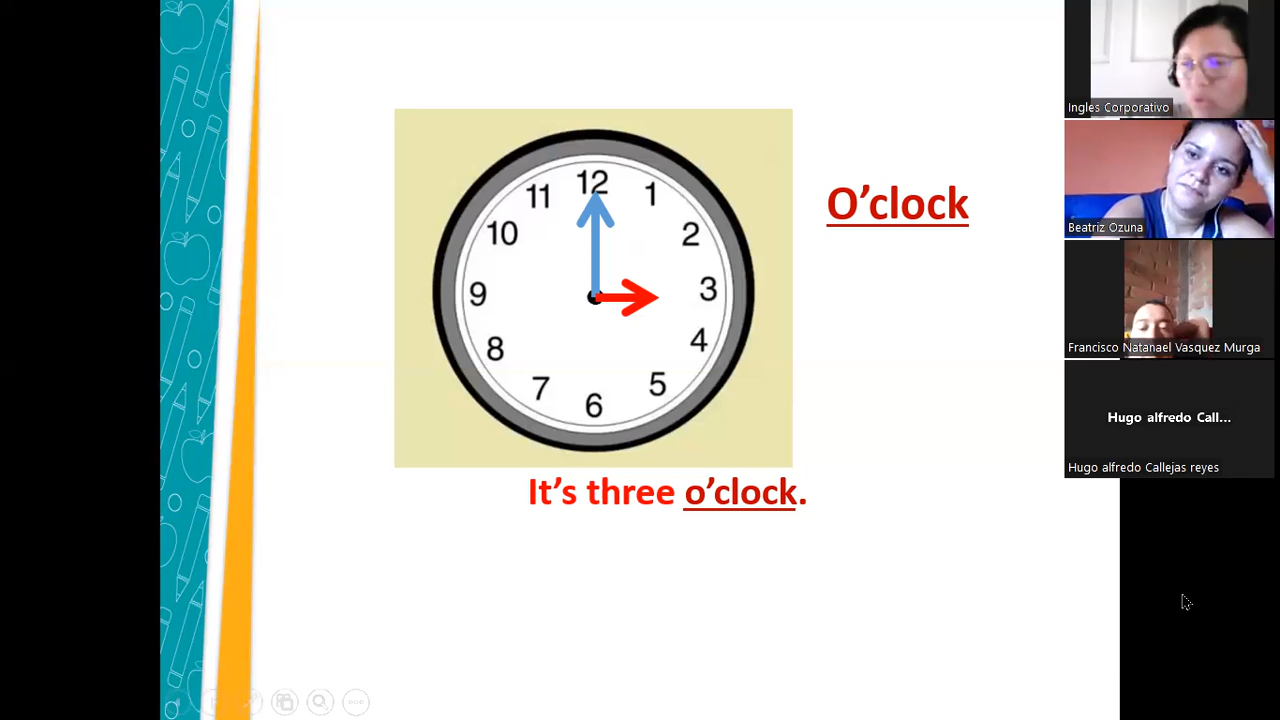 O'clock
12
11
1
10
2
9
3
8
4
7
5
6
It's three o'clock.
Ingles Corporativo
Beatriz Ozuna
Francisco Natanael Vasquez Murga
Hugo alfredo Call...
Hugo alfredo Callejas reyes